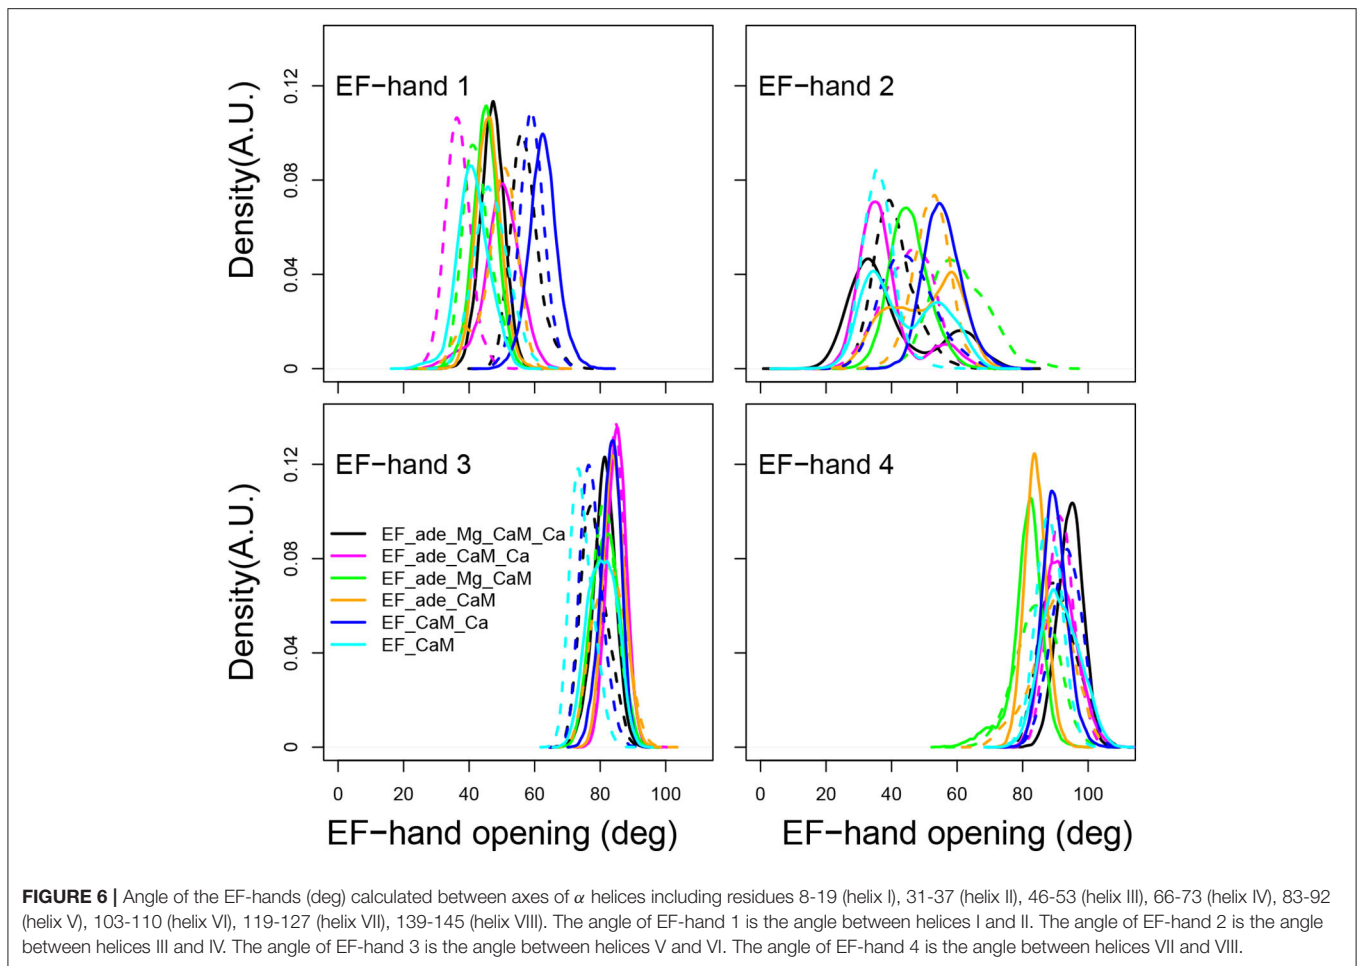 EF−hand 1
EF−hand 2
Density(A.U.)
0.12
0.08
0.04
0
EF−hand 3
EF−hand 4
Density(A.U.)
0.12
0.08
0.04
0
EF_ade_Mg_CaM_Ca
EF_ade_CaM_Ca
EF_ade_Mg_CaM
EF_ade_CaM
EF_CaM_Ca
EF_CaM
0 20 40 60 80 100
0 20 40 60 80 100
EF−hand opening (deg)
EF−hand opening (deg)
FIGURE 6 | Angle of the EF-hands (deg) calculated between axes of α helices including residues 8-19 (helix I), 31-37 (helix II), 46-53 (helix III), 66-73 (helix IV), 83-92
(helix V), 103-110 (helix VI), 119-127 (helix VII), 139-145 (helix VIII). The angle of EF-hand 1 is the angle between helices I and II. The angle of EF-hand 2 is the angle
between helices III and IV. The angle of EF-hand 3 is the angle between helices V and VI. The angle of EF-hand 4 is the angle between helices VII and VIII.